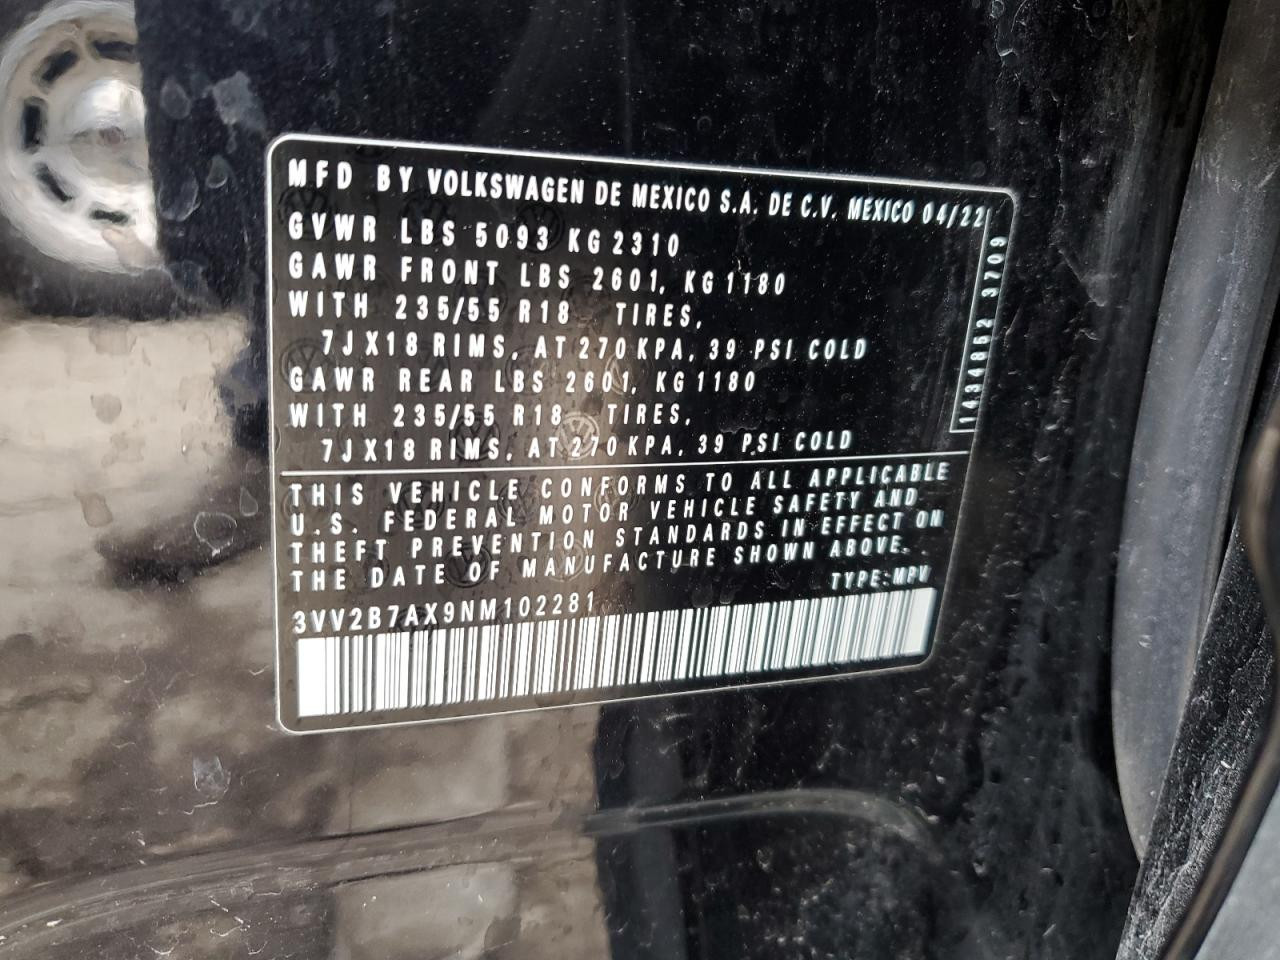 MFD BY VOLKSWAGEN DE MEXICO S.A. DE C.V. MEXICO 04/22
GVWR LBS 5093 KG 2310
GAWR FRONT LBS 2601, KG 1180
WITH 235/55 R18 TIRES,
7JX18 RIMS, AT 270 KPA, 39 PSI COLD
GAWR REAR LBS 2601, KG 1180
WITH 235/55 R18 TIRES,
7JX18 RIMS, AT 270 KPA, 39 PSI COLD
1434852 3709
THIS VEHICLE CONFORMS TO ALL APPLICABLE
U.S. FEDERAL MOTOR VEHICLE SAFETY AND
THEFT PREVENTION STANDARDS IN EFFECT ON
THE DATE OF MANUFACTURE SHOWN ABOVE.
TYPE:MPV
3VV2B7AX9NM102281